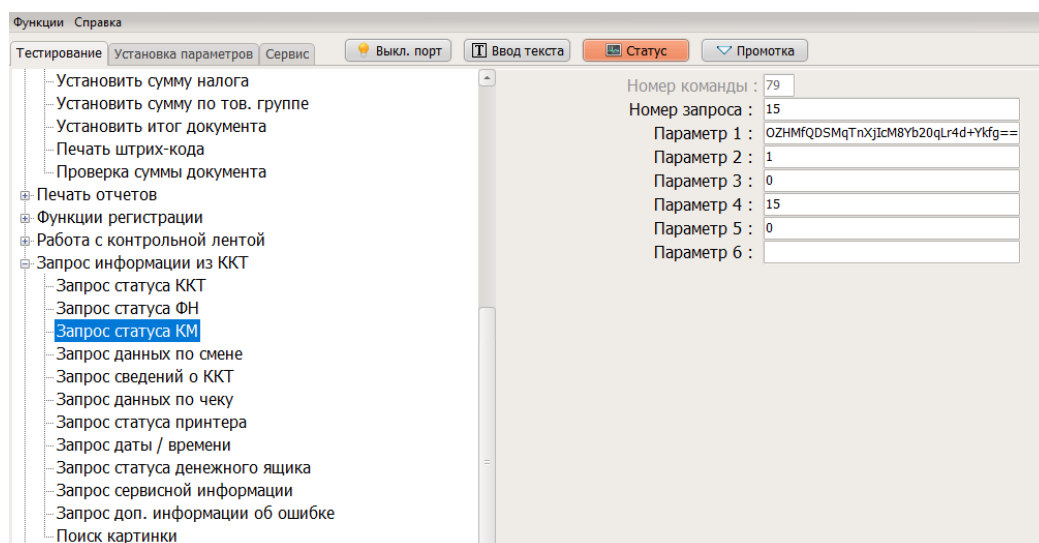 Функции Справка
Тестирование Установка параметров Сервис Выкл. порт Ввод текста Статус Промотка
Установить сумму налога
Установить сумму по тов. группе
Установить итог документа
Печать штрих-кода
Проверка суммы документа
Печать отчетов
Функции регистрации
Работа с контрольной лентой
Запрос информации из ККТ
Запрос статуса ККТ
Запрос статуса ФН
Запрос статуса КМ
Запрос данных по смене
Запрос сведений о ККТ
Запрос данных по чеку
Запрос статуса принтера
Запрос даты / времени
Запрос статуса денежного ящика
Запрос сервисной информации
Запрос доп. информации об ошибке
Поиск картинки
Номер команды : 79
Номер запроса : 15
Параметр 1 : OZHMfQDSMqTnXjIcM8Yb20qLr4d+Ykfg==
Параметр 2 : 1
Параметр 3 : 0
Параметр 4 : 15
Параметр 5 : 0
Параметр 6 :